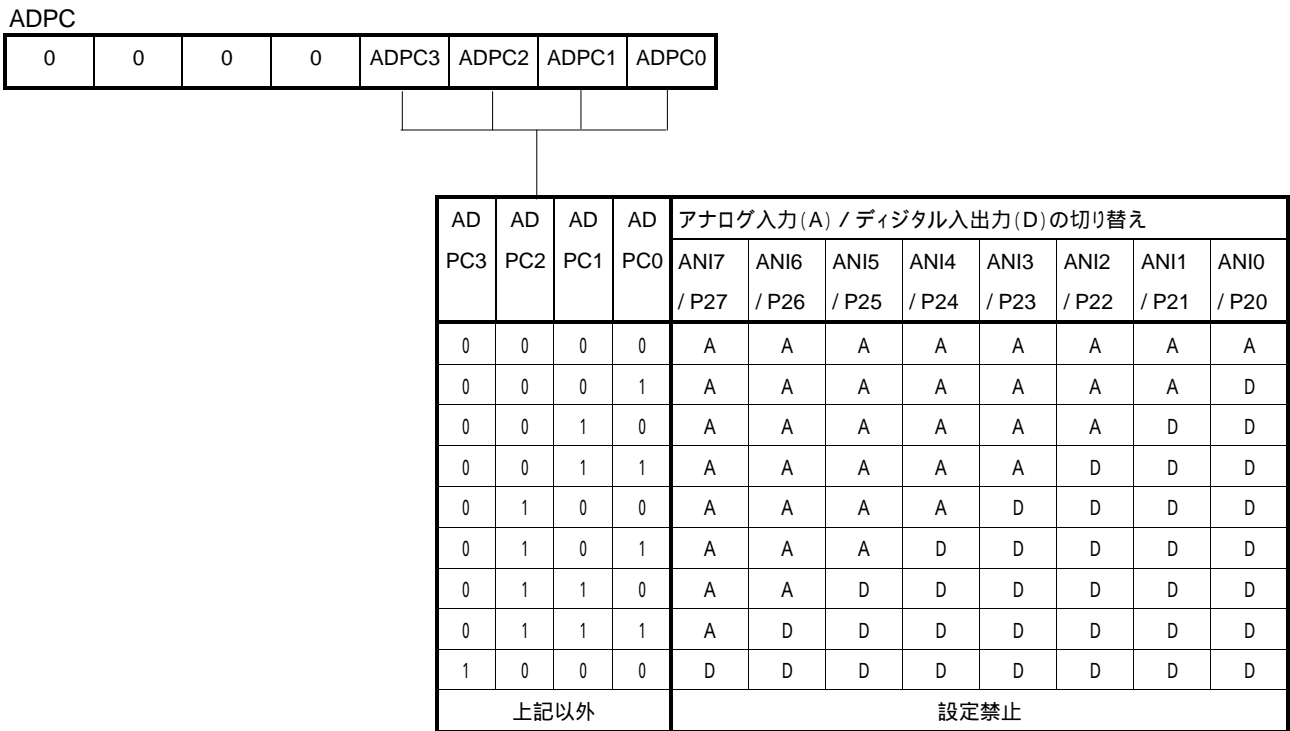 ADPC
0 0 0 0 ADPC3 ADPC2 ADPC1 ADPC0
AD AD AD AD アナログ入力(A) / ディジタル入出力(D)の切り替え
PC3 PC2 PC1 PC0 ANI7 ANI6 ANI5 ANI4 ANI3 ANI2 ANI1 ANI0
/ P27 / P26 / P25 / P24 / P23 / P22 / P21 / P20
0 0 0 0 A A A A A A A A
0 0 0 1 A A A A A A A D
0 0 1 0 A A A A A A D D
0 0 1 1 A A A A A D D D
0 1 0 0 A A A A D D D D
0 1 0 1 A A A D D D D D
0 1 1 0 A A D D D D D D
0 1 1 1 A D D D D D D D
1 0 0 0 D D D D D D D D
上記以外 設定禁止